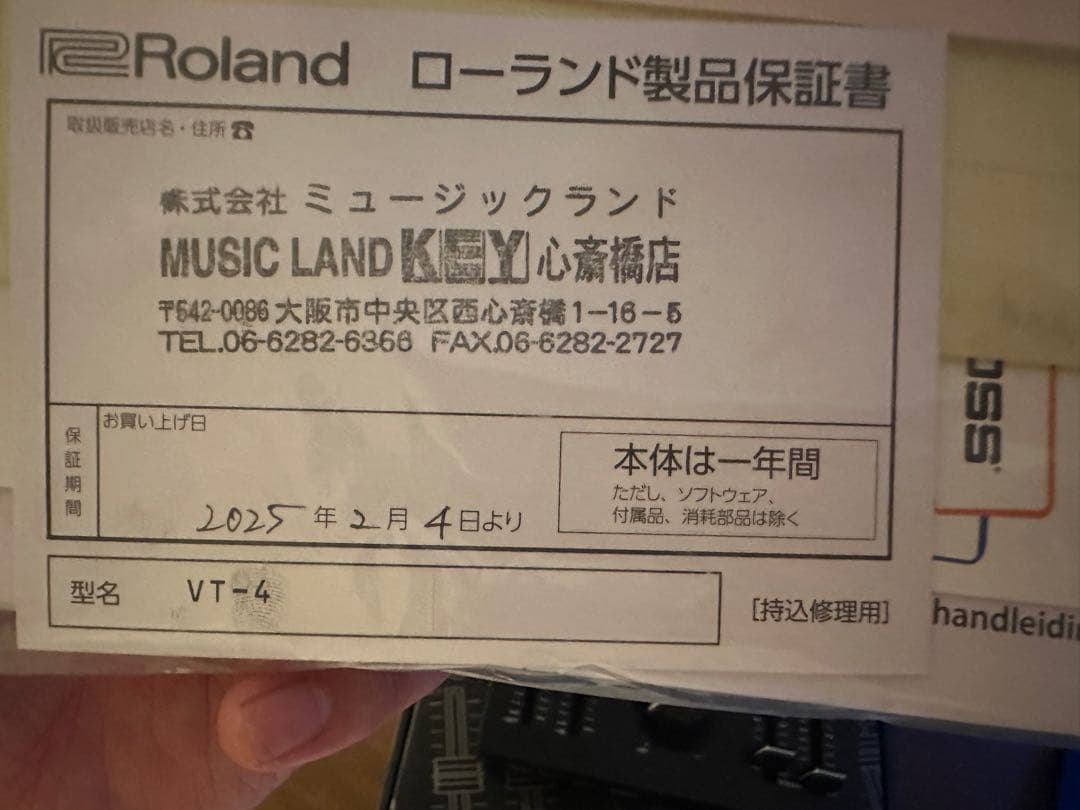 Roland ローランド製品保証書
取扱販売店名・住所☎
株式会社 ミュージックランド
MUSIC LAND KEY 心斎橋店
〒542-0086 大阪市中央区西心斎橋1-16-5
TEL.06-6282-6366 FAX.06-6282-2727
保証期間
お買い上げ日
2025年2月4日より
本体は一年間
ただし、ソフトウェア、
付属品、消耗部品は除く
型名 VT-4
[持込修理用]
OSS
handleidin